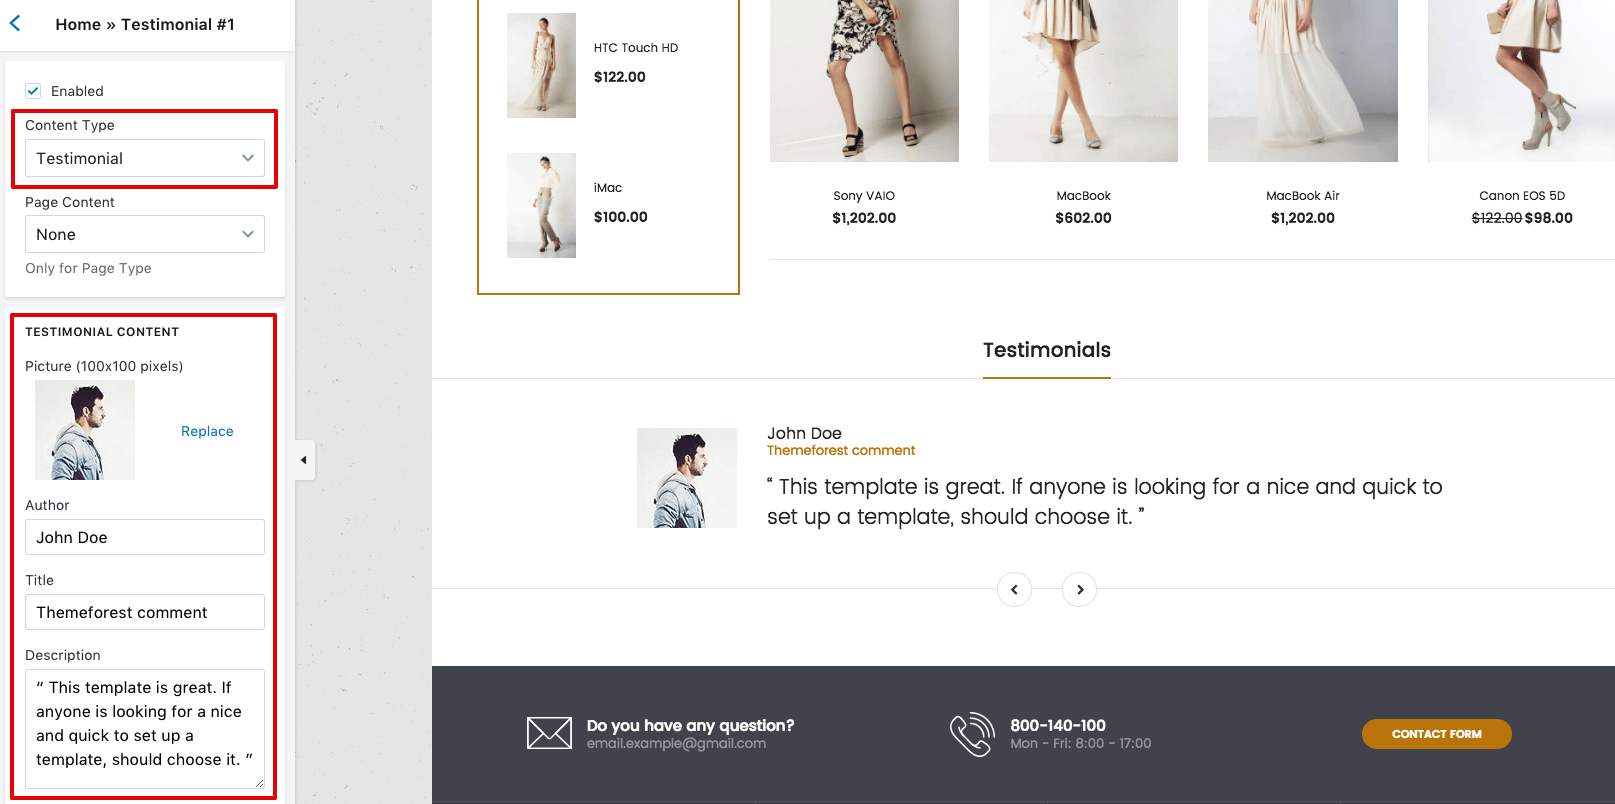 Home » Testimonial #1
Enabled
Content Type
Testimonial
Page Content
None
Only for Page Type
TESTIMONIAL CONTENT
Picture (100x100 pixels)
Replace
Author
John Doe
Title
Themeforest comment
Description
“ This template is great. If
anyone is looking for a nice
and quick to set up a
template, should choose it. ”
HTC Touch HD
$122.00
iMac
$100.00
Sony VAIO
$1,202.00
MacBook
$602.00
MacBook Air
$1,202.00
Canon EOS 5D
$122.00 $98.00
Testimonials
John Doe
Themeforest comment
“ This template is great. If anyone is looking for a nice and quick to
set up a template, should choose it. ”
Do you have any question?
email.example@gmail.com
800-140-100
Mon - Fri: 8:00 - 17:00
CONTACT FORM